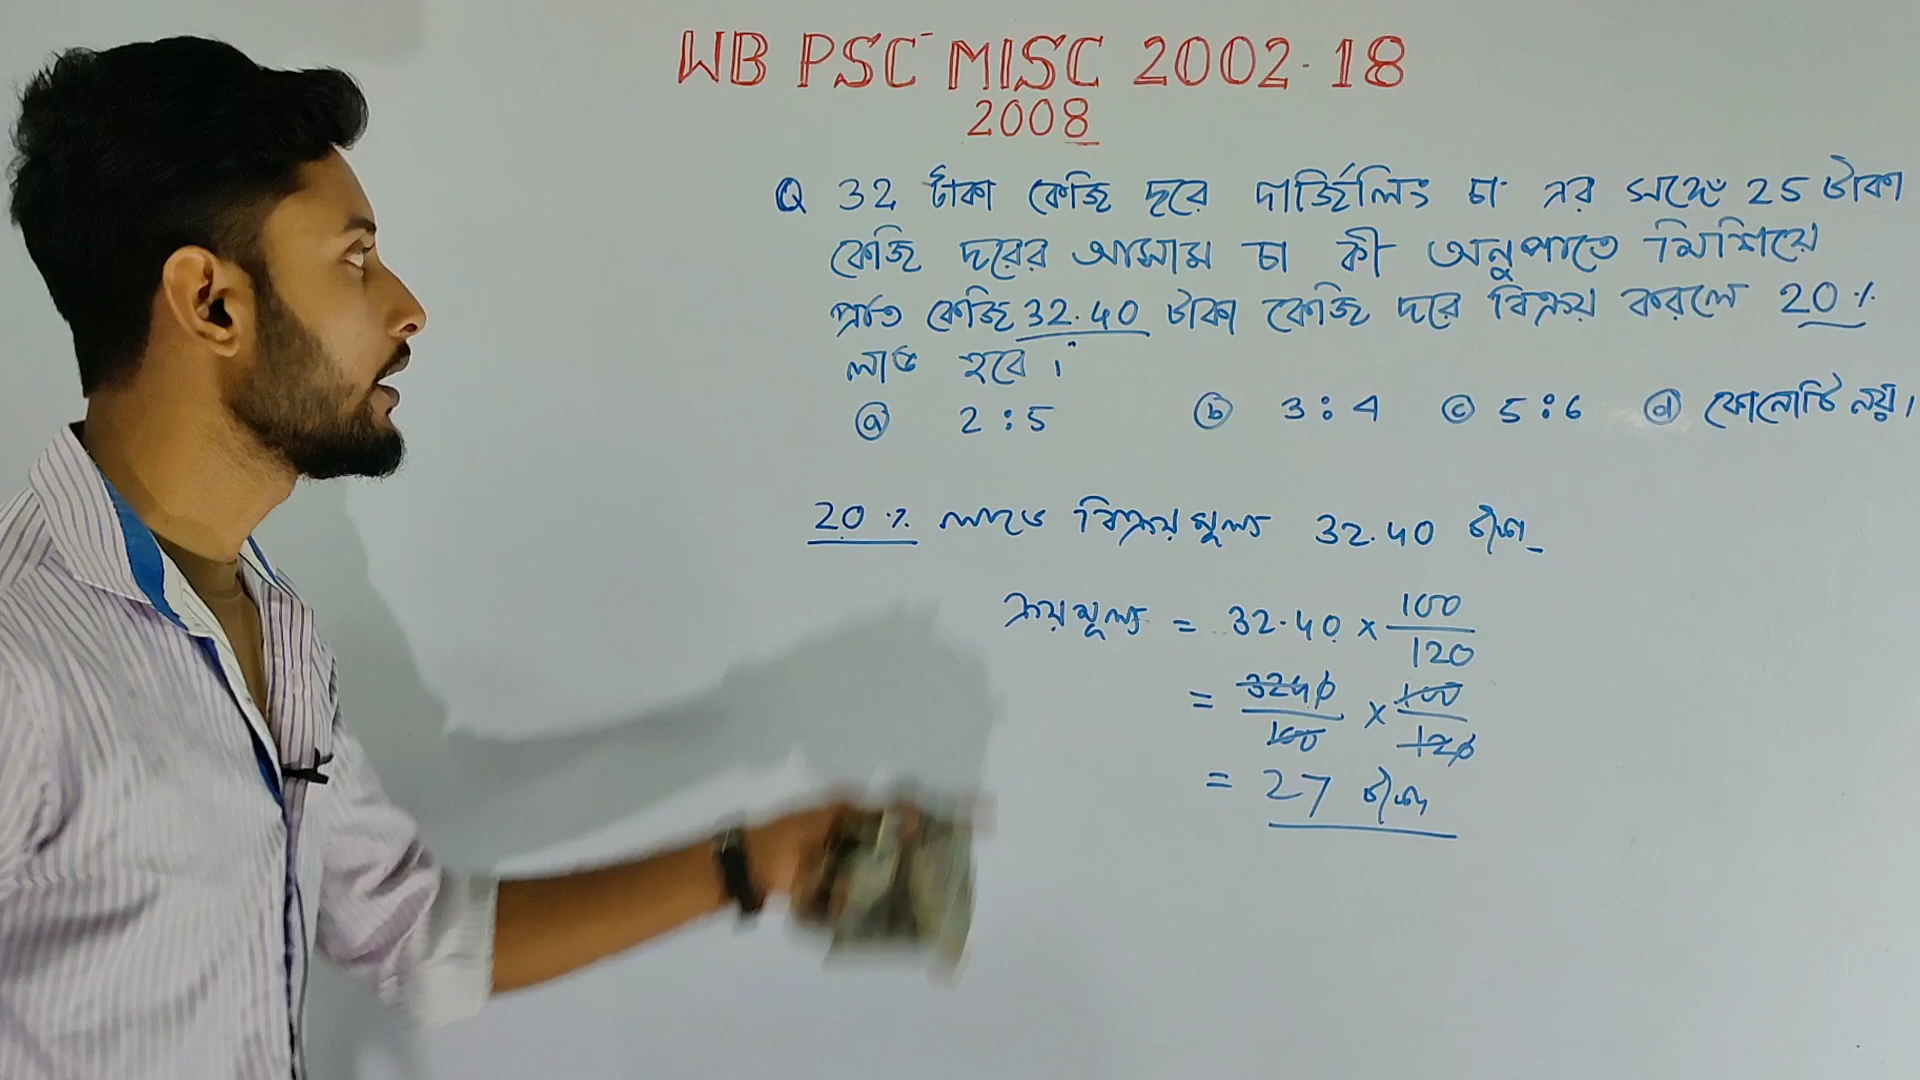 WB PSC MISC 2002-18
2008
Q 32 টাকা কেজি দরে দার্জিলিং চা এর সঙ্গে 25 টাকা
কেজি দরের আসাম চা কী অনুপাতে মিশিয়ে
প্রতি কেজি 32.40 টাকা কেজি দরে বিক্রয় করলে 20%
লাভ হবে।
ⓐ 2:5 ⓑ 3:4 ⓒ 5:6 ⓓ কোনোটি নয়।
20% লাভে বিক্রয়মূল্য 32.40 টাকা
ক্রয়মূল্য = 32.40 × 100/120
= 3240/100 × 100/120
= 27 টাকা